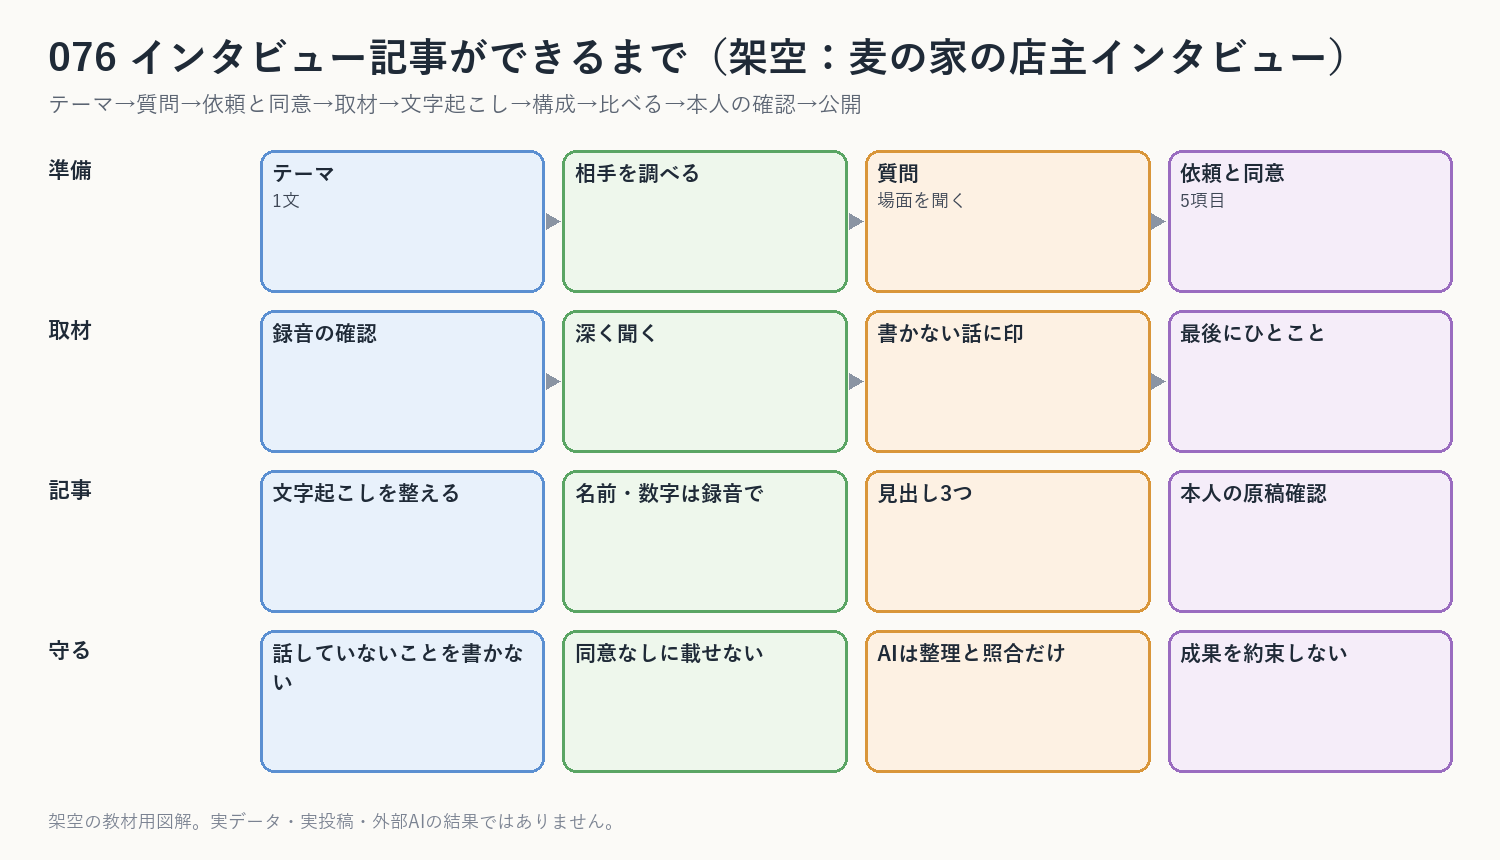 076 インタビュー記事ができるまで（架空：麦の家の店主インタビュー）
テーマ→質問→依頼と同意→取材→文字起こし→構成→比べる→本人の確認→公開
準備
テーマ
1文
相手を調べる
質問
場面を聞く
依頼と同意
5項目
取材
録音の確認
深く聞く
書かない話に印
最後にひとこと
記事
文字起こしを整える
名前・数字は録音で
見出し3つ
本人の原稿確認
守る
話していないことを書かな
い
同意なしに載せない
AIは整理と照合だけ
成果を約束しない
架空の教材用図解。実データ・実投稿・外部AIの結果ではありません。